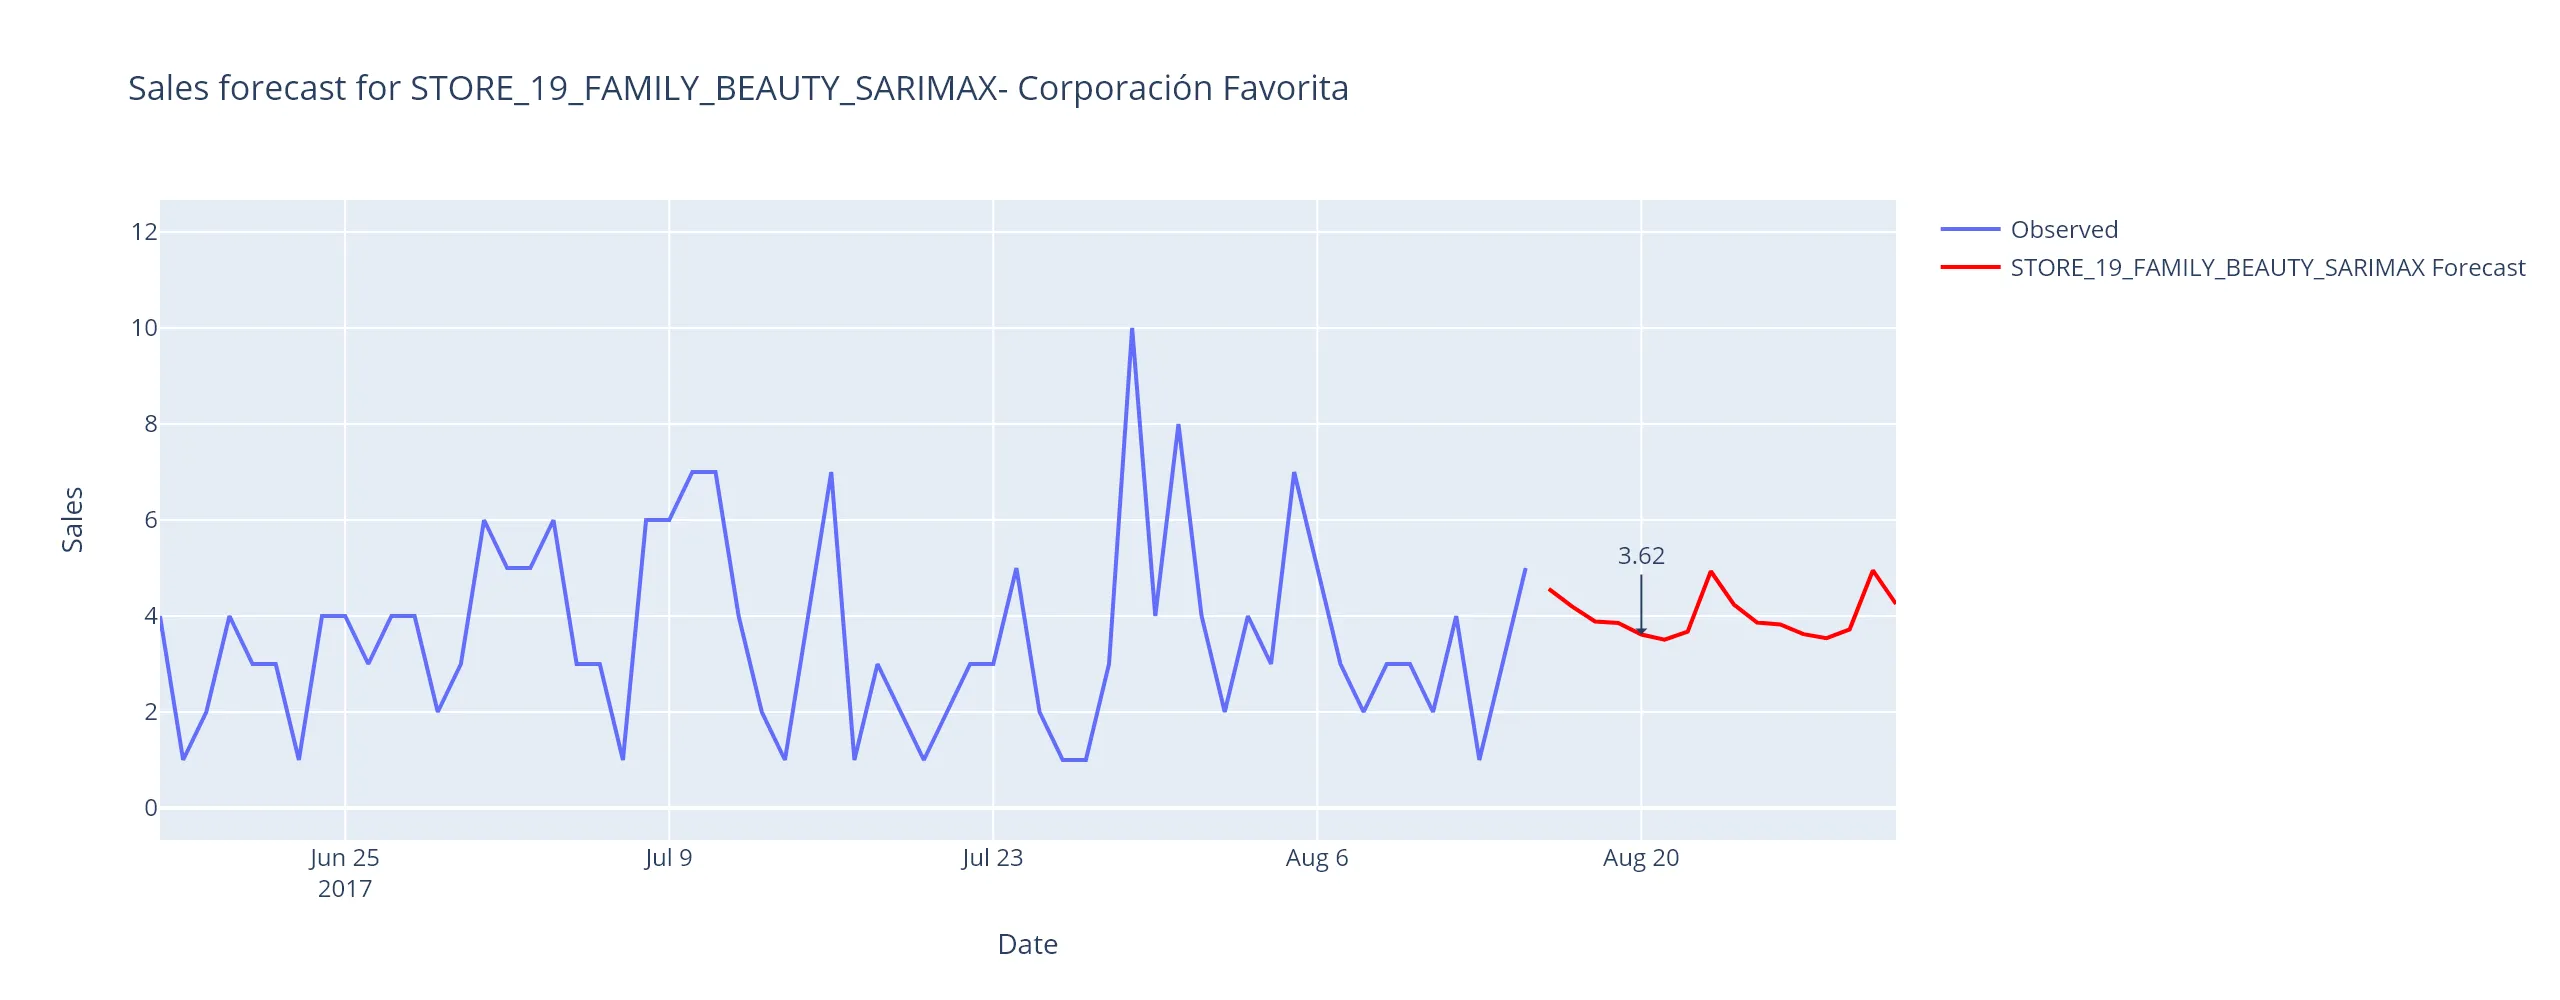 Sales forecast for STORE_19_FAMILY_BEAUTY_SARIMAX- Corporación Favorita
Observed
STORE_19_FAMILY_BEAUTY_SARIMAX Forecast
12
10
8
6
4
2
0
Sales
3.62
Jun 25
2017
Jul 9
Jul 23
Aug 6
Aug 20
Date